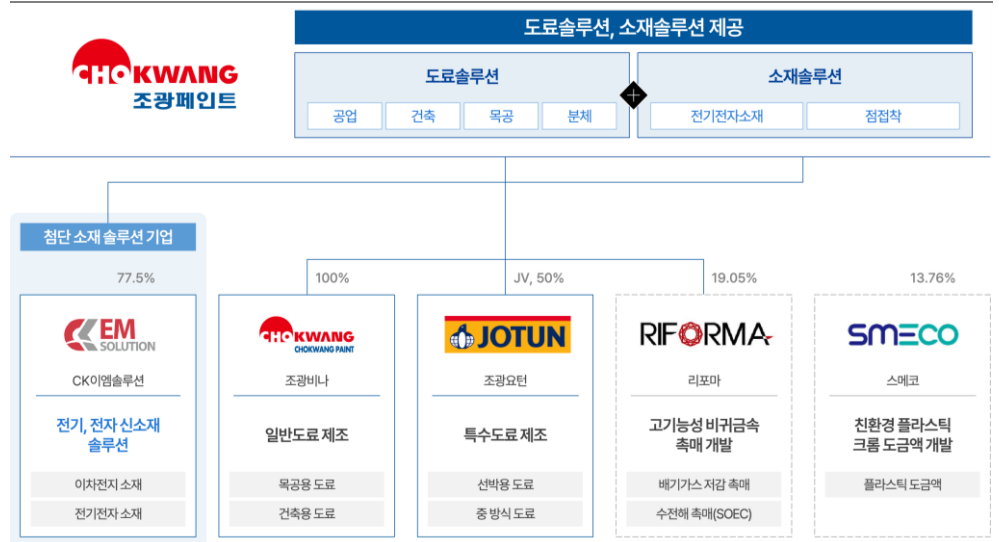 CHOKWANG
조광페인트
도료솔루션, 소재솔루션 제공
도료솔루션
공업 건축 목공 분체
+
소재솔루션
전기전자소재 점접착
첨단 소재 솔루션 기업
77.5%
EM
SOLUTION
CK이엠솔루션
전기, 전자 신소재
솔루션
이차전지 소재
전기전자 소재
100%
CHOKWANG
CHOKWANG PAINT
조광비나
일반도료 제조
목공용 도료
건축용 도료
JV, 50%
JOTUN
조광요턴
특수도료 제조
선박용 도료
중 방식 도료
19.05%
RIFORMA
리포마
고기능성 비귀금속
촉매 개발
배기가스 저감 촉매
수전해 촉매(SOEC)
13.76%
SMECO
스메코
친환경 플라스틱
크롬 도금액 개발
플라스틱 도금액